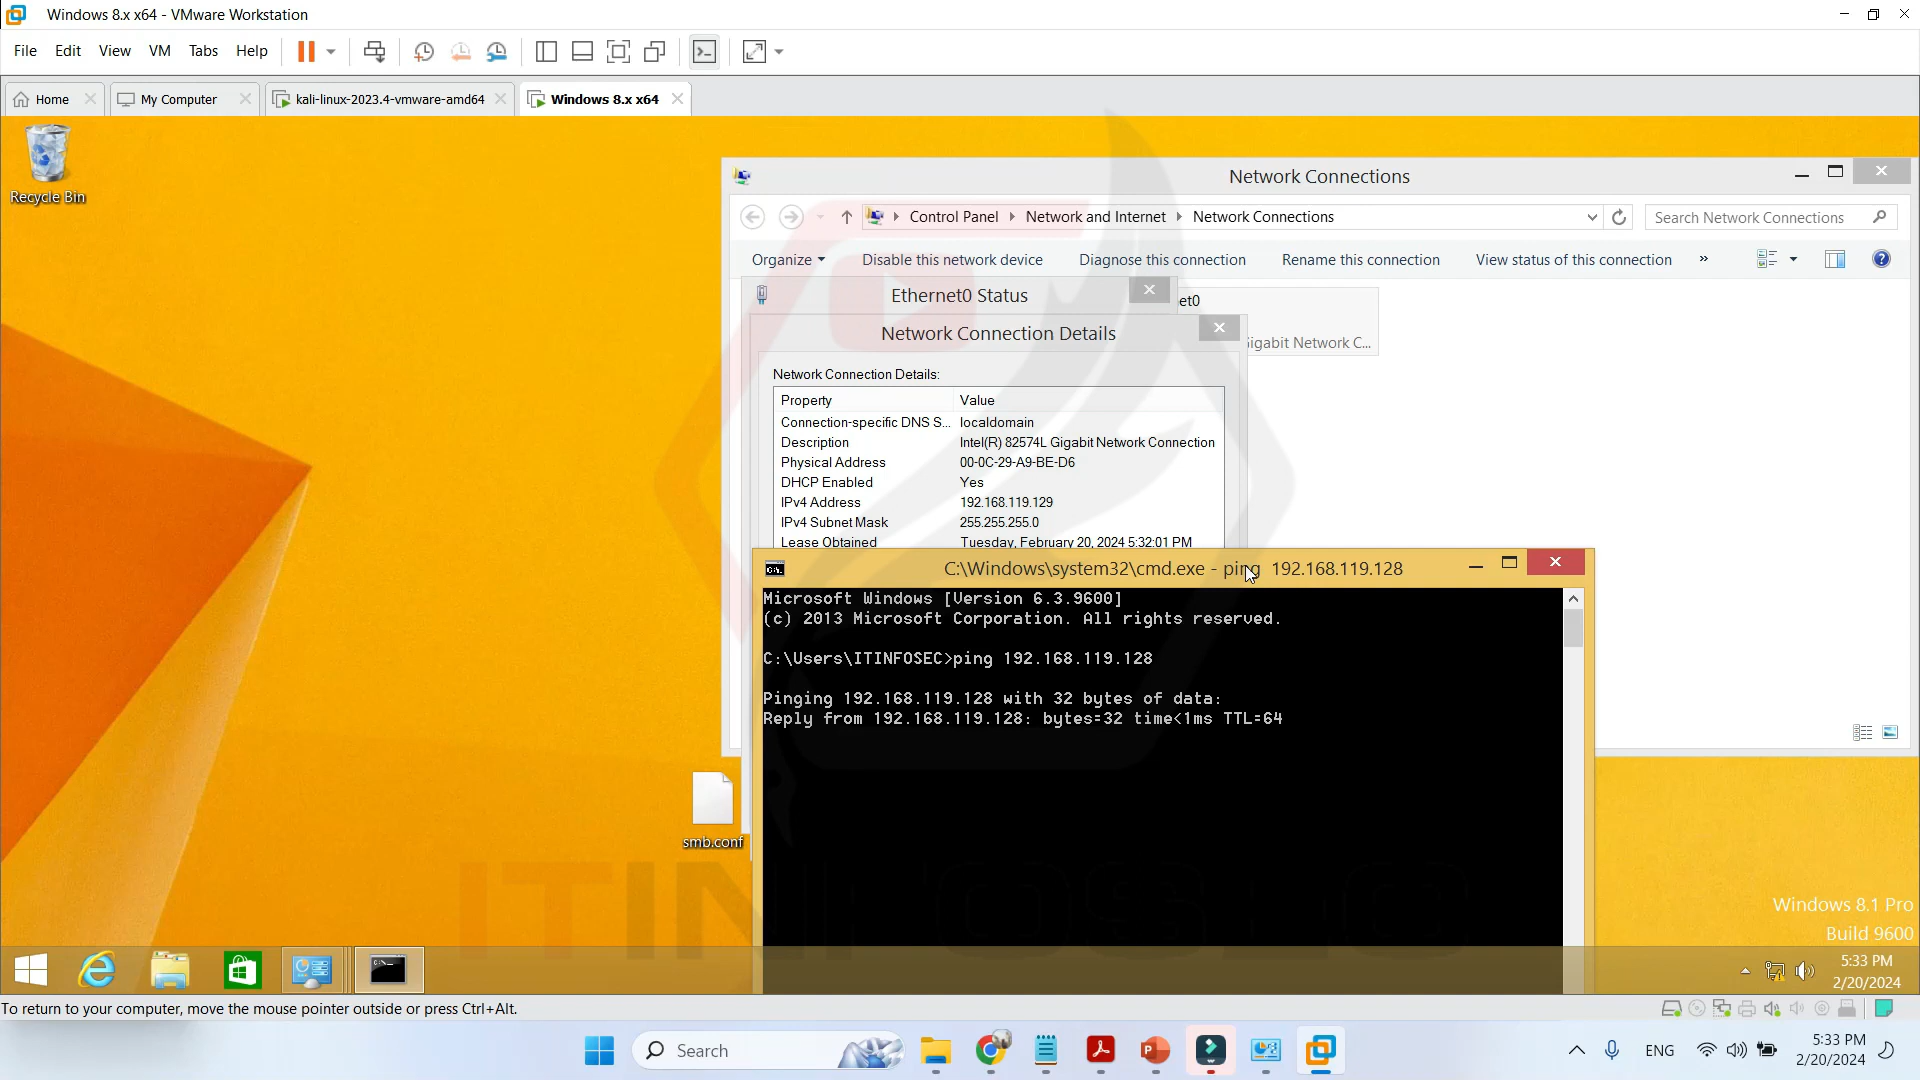 Windows 8.x x64 - VMware Workstation
File Edit View VM Tabs Help
Home My Computer kali-linux-2023.4-vmware-amd64 Windows 8.x x64
Recycle Bin
Network Connections
Control Panel Network and Internet Network Connections Search Network Connections
Organize Disable this network device Diagnose this connection Rename this connection View status of this connection »
Ethernet0 Status
et0
Network Connection Details
igabit Network C...
Network Connection Details:
Property Value
Connection-specific DNS S... localdomain
Description Intel(R) 82574L Gigabit Network Connection
Physical Address 00-0C-29-A9-BE-D6
DHCP Enabled Yes
IPv4 Address 192.168.119.129
IPv4 Subnet Mask 255.255.255.0
Lease Obtained Tuesday, February 20, 2024 5:32:01 PM
C:\Windows\system32\cmd.exe - ping 192.168.119.128
Microsoft Windows [Version 6.3.9600]
(c) 2013 Microsoft Corporation. All rights reserved.
C:\Users\ITINFOSEC>ping 192.168.119.128
Pinging 192.168.119.128 with 32 bytes of data:
Reply from 192.168.119.128: bytes=32 time<1ms TTL=64
smb.conf
ITINFOSEC
Windows 8.1 Pro
Build 9600
5:33 PM
2/20/2024
To return to your computer, move the mouse pointer outside or press Ctrl+Alt.
Search
ENG
5:33 PM
2/20/2024